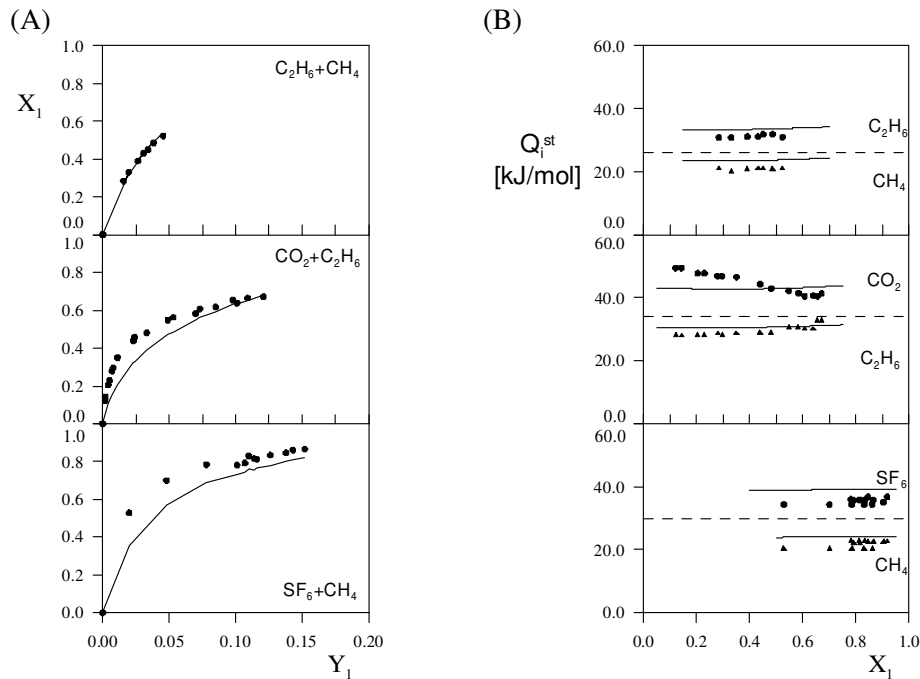 (A)
X₁
1.0
0.8
0.6
0.4
0.2
0.0
C₂H₆+CH₄
1.0
0.8
0.6
0.4
0.2
0.0
CO₂+C₂H₆
1.0
0.8
0.6
0.4
0.2
0.0
SF₆+CH₄
0.00 0.05 0.10 0.15 0.20
Y₁
(B)
Qᵢˢᵗ
[kJ/mol]
60.0
40.0
20.0
0.0
C₂H₆
CH₄
60.0
40.0
20.0
0.0
CO₂
C₂H₆
60.0
40.0
20.0
0.0
SF₆
CH₄
0.0 0.2 0.4 0.6 0.8 1.0
X₁